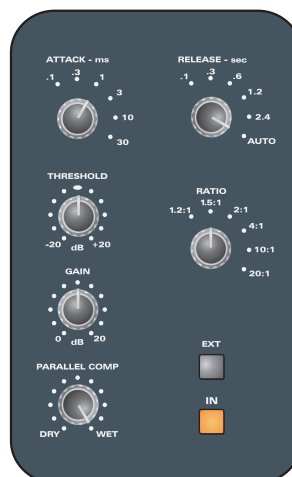 ATTACK - ms
.1
.3
1
3
10
30
RELEASE - sec
.1
.3
.6
1.2
2.4
AUTO
THRESHOLD
-20 dB +20
RATIO
1.2:1
1.5:1
2:1
4:1
10:1
20:1
GAIN
0 dB 20
EXT
PARALLEL COMP
DRY WET
IN